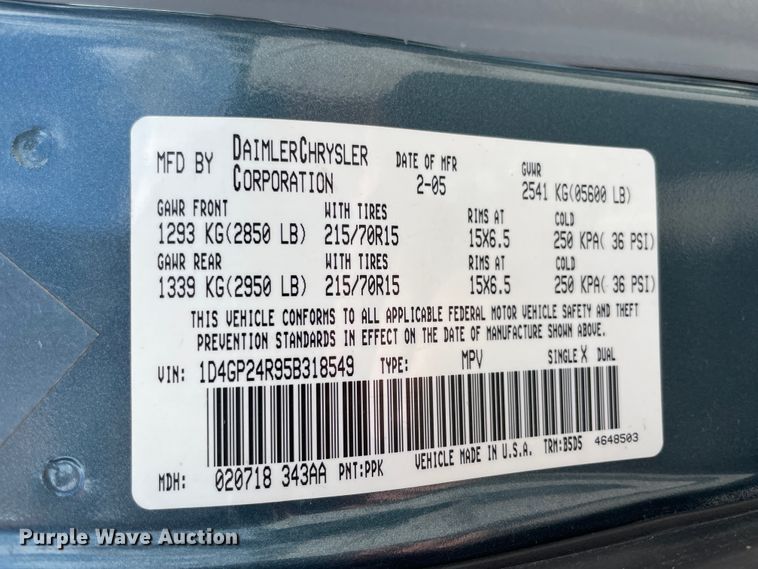 MFD BY DAIMLERCHRYSLER CORPORATION DATE OF MFR 2-05 GVWR 2541 KG(05600 LB)
GAWR FRONT WITH TIRES RIMS AT COLD
1293 KG(2850 LB) 215/70R15 15X6.5 250 KPA( 36 PSI)
GAWR REAR WITH TIRES RIMS AT COLD
1339 KG(2950 LB) 215/70R15 15X6.5 250 KPA( 36 PSI)
THIS VEHICLE CONFORMS TO ALL APPLICABLE FEDERAL MOTOR VEHICLE SAFETY AND THEFT
PREVENTION STANDARDS IN EFFECT ON THE DATE OF MANUFACTURE SHOWN ABOVE.
VIN: 1D4GP24R95B318549 TYPE: MPV SINGLE X DUAL
MDH: 020718 343AA PNT:PPK VEHICLE MADE IN U.S.A. TRM:B5D5 4648503
Purple Wave Auction